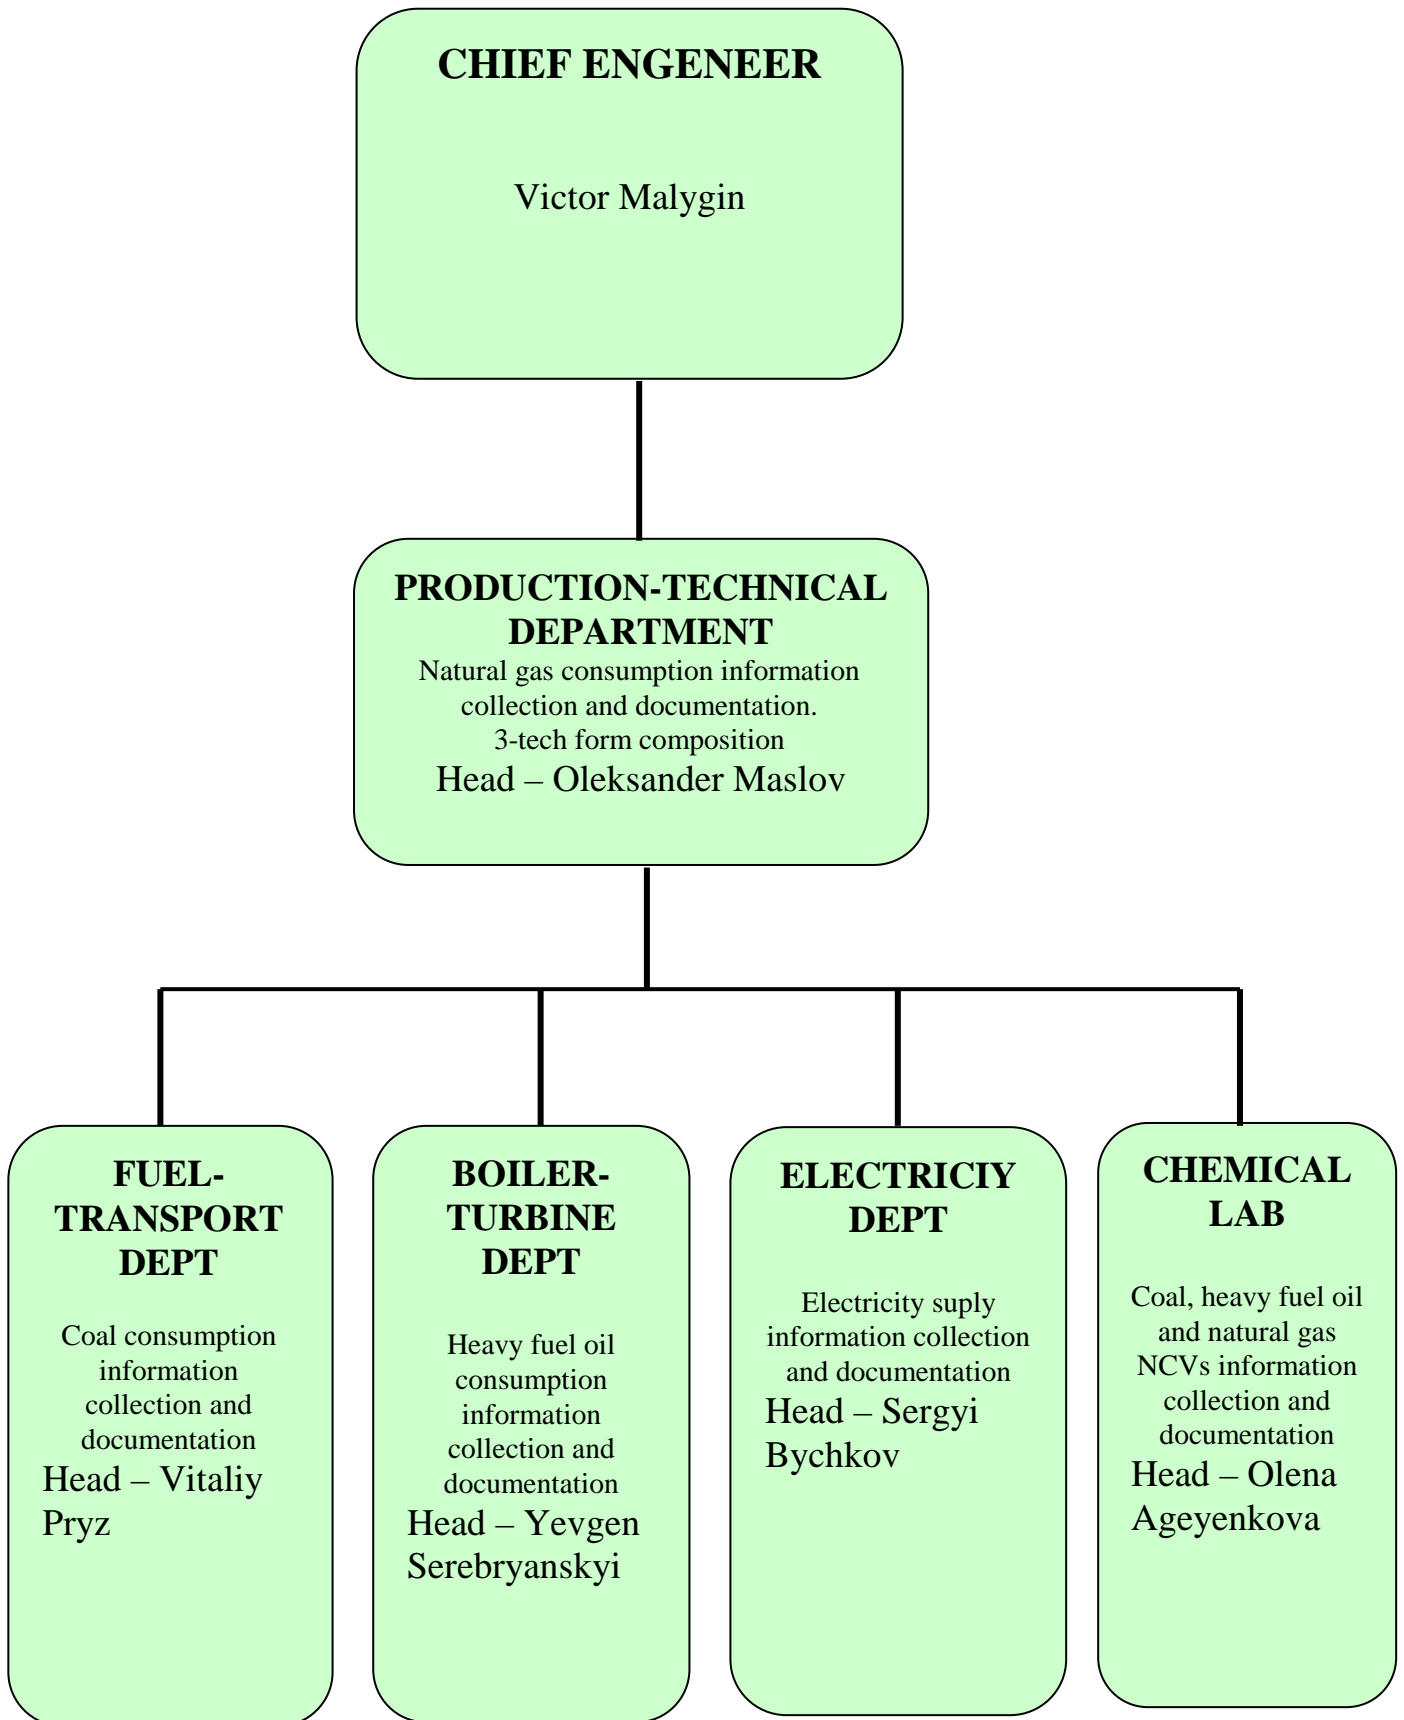 CHIEF ENGENEER
Victor Malygin
PRODUCTION-TECHNICAL
DEPARTMENT
Natural gas consumption information
collection and documentation.
3-tech form composition
Head – Oleksander Maslov
FUEL-
TRANSPORT
DEPT
Coal consumption
information
collection and
documentation
Head – Vitaliy
Pryz
BOILER-
TURBINE
DEPT
Heavy fuel oil
consumption
information
collection and
documentation
Head – Yevgen
Serebryanskyi
ELECTRICIY
DEPT
Electricity suply
information collection
and documentation
Head – Sergyi
Bychkov
CHEMICAL
LAB
Coal, heavy fuel oil
and natural gas
NCVs information
collection and
documentation
Head – Olena
Ageyenkova